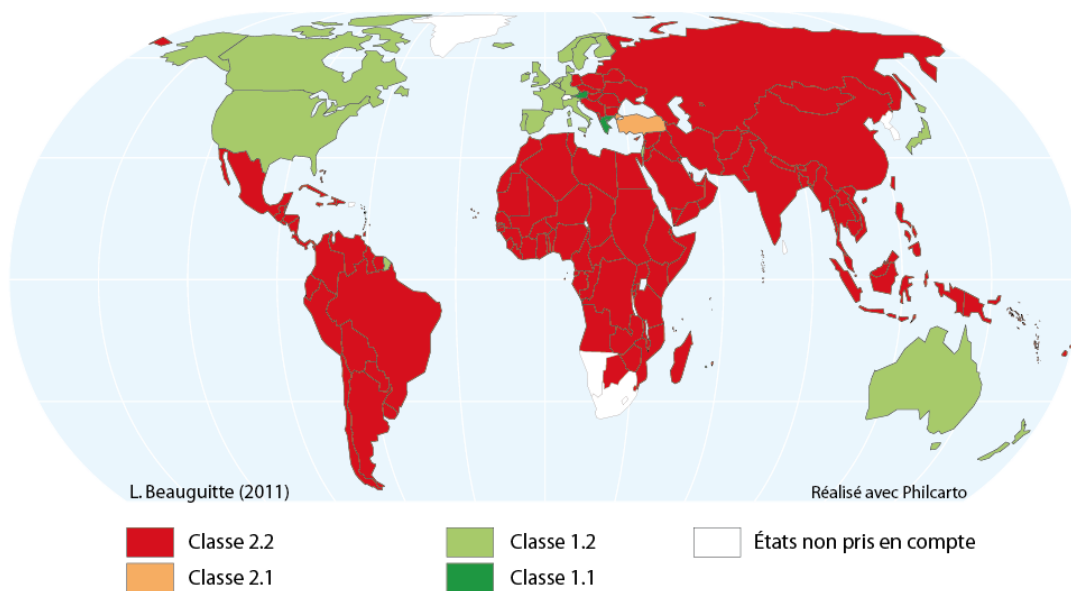 L. Beauguitte (2011)
Réalisé avec Philcarto
Classe 2.2
Classe 1.2
États non pris en compte
Classe 2.1
Classe 1.1